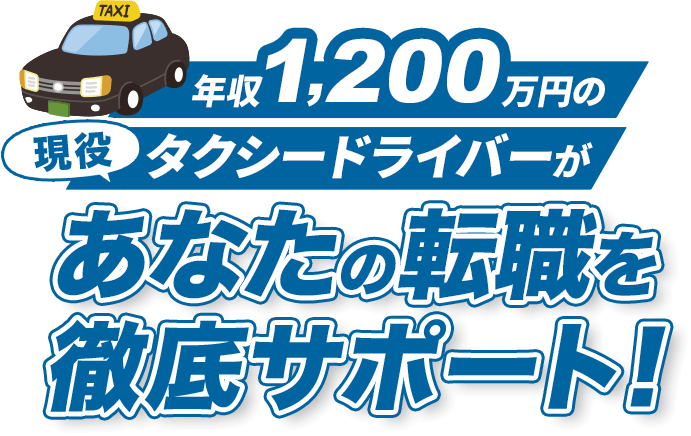 TAXI
年収1,200万円の
現役
タクシードライバーが
あなたの転職を
徹底サポート!